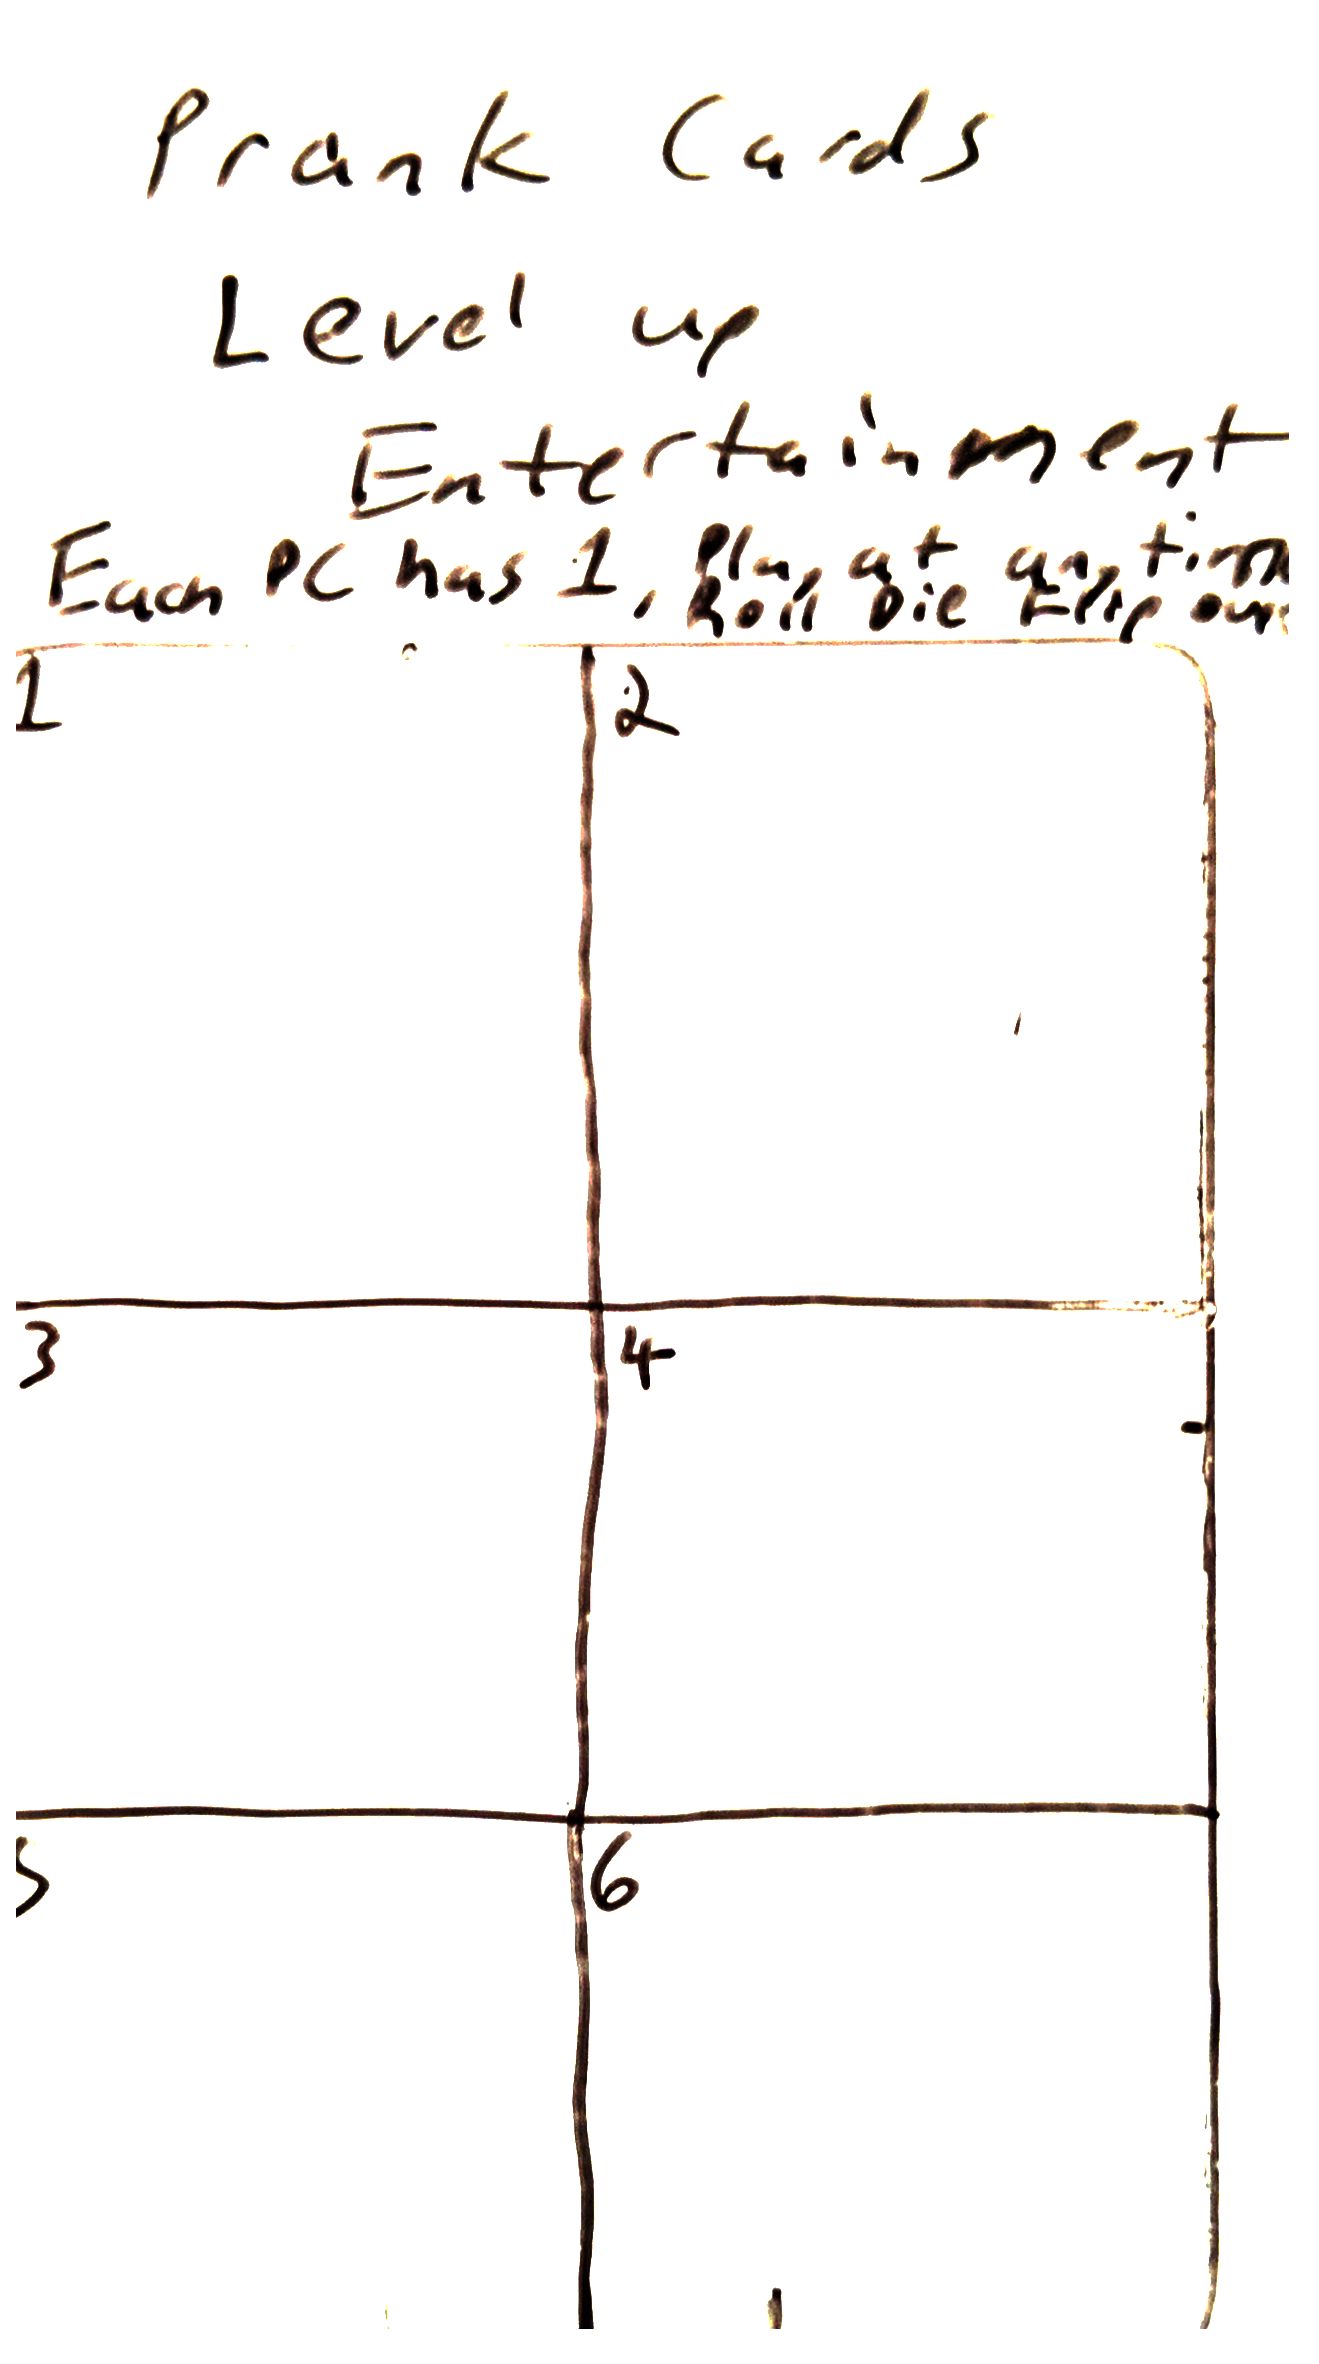 Prank Cards
Level up
Entertainment
Each PC has 1, Play at any time
Roll Die Flip over
1
2
3
4
5
6